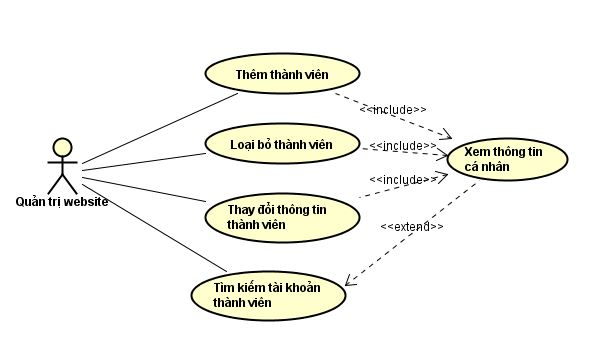 Thêm thành viên
<<include>>
Loại bỏ thành viên
<<include>>
Xem thông tin
cá nhân
<<include>>
Quản trị website
Thay đổi thông tin
thành viên
<<extend>>
Tìm kiếm tài khoản
thành viên